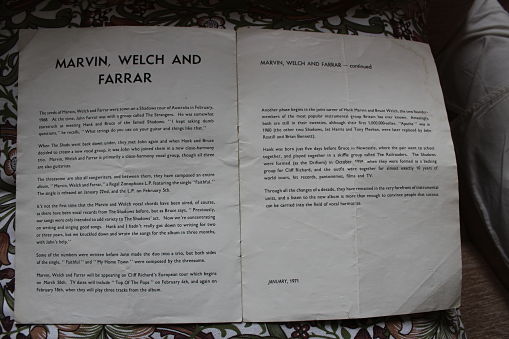 MARVIN, WELCH AND
FARRAR
The seeds of Marvin, Welch and Farrar were sown on a Shadows tour of Australia in February,
1968. At the time, John Farrar was with a group called The Strangers. He was somewhat
overawed at meeting Hank and Bruce of the famed Shadows. " I kept asking dumb
questions," he recalls. " What strings do you use on your guitar and things like that."
When The Shads went back down under, they met John again and when Hank and Bruce
decided to create a new vocal group, it was John who joined them in a new close-harmony
trio. Marvin, Welch and Farrar is primarily a close-harmony vocal group, though all three
are also guitarists.
The threesome are also all songwriters, and between them, they have composed an entire
album, " Marvin, Welch and Farrar," a Regal Zonophone L.P. featuring the single " Faithful ".
The single is released on January 22nd, and the L.P. on February 5th.
It's not the first time that the Marvin and Welch vocal chords have been aired, of course,
as there have been vocal records from The Shadows before, but as Bruce says, " Previously,
our songs were only intended to add variety to The Shadows' act. Now we're concentrating
on writing and singing good songs. Hank and I hadn't really got down to writing for two
or three years, but we knuckled down and wrote the songs for the album in three months,
with John's help."
Some of the numbers were written before John made the duo into a trio, but both sides
of the single, " Faithful " and " My Home Town " were composed by the threesome.
Marvin, Welch and Farrar will be appearing on Cliff Richard's European tour which begins
on March 26th. TV dates will include " Top Of The Pops " on February 4th, and again on
February 18th, when they will play three tracks from the album.
MARVIN, WELCH AND FARRAR — continued
Another phase begins in the joint career of Hank Marvin and Bruce Welch, the two founder-
members of the most popular instrumental group Britain has ever known. Amazingly,
both are still in their twenties, although their first 1,000,000-seller, " Apache " was in
1960 (the other two Shadows, Jet Harris and Tony Meehan, were later replaced by John
Rostill and Brian Bennett).
Hank was born just five days before Bruce in Newcastle, where the pair went to school
together, and played together in a skiffle group called The Railroaders. The Shadows
were formed (as the Drifters) in October 1958, when they were formed as a backing
group for Cliff Richard, and the outfit were together for almost exactly 10 years of
world tours, hit records, pantomimes, films and TV.
Through all the changes of a decade, they have remained in the very forefront of instrumental
units, and a listen to the new album is more than enough to convince people that success
can be carried into the field of vocal harmonies.
JANUARY, 1971